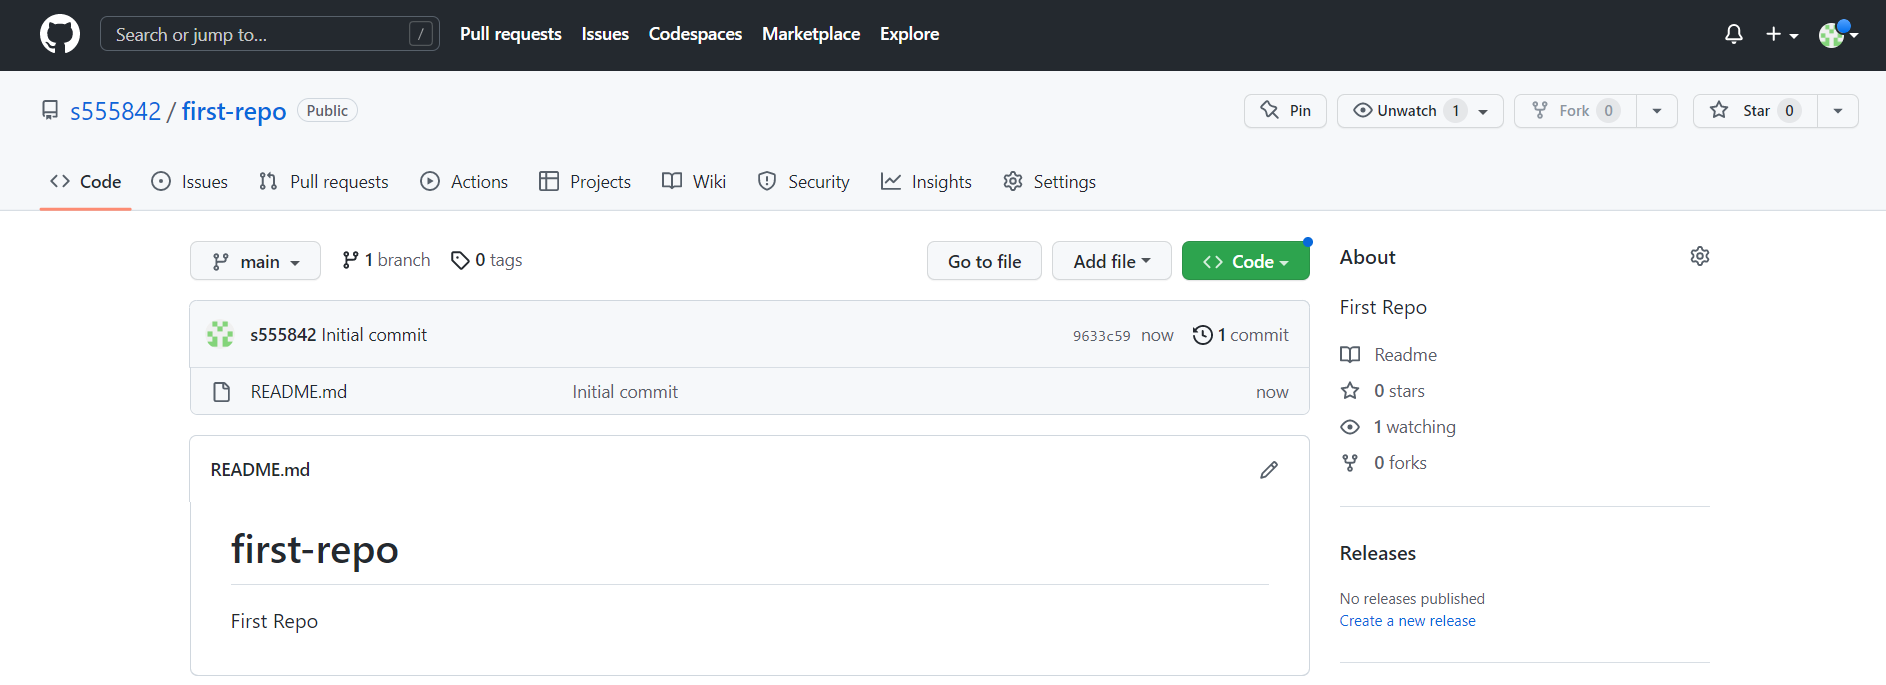 Search or jump to... /
Pull requests Issues Codespaces Marketplace Explore
s555842 / first-repo Public
Pin Unwatch 1 Fork 0 Star 0
Code Issues Pull requests Actions Projects Wiki Security Insights Settings
main 1 branch 0 tags Go to file Add file Code
s555842 Initial commit 9633c59 now 1 commit
README.md Initial commit now
README.md
first-repo
First Repo
About
First Repo
Readme
0 stars
1 watching
0 forks
Releases
No releases published
Create a new release